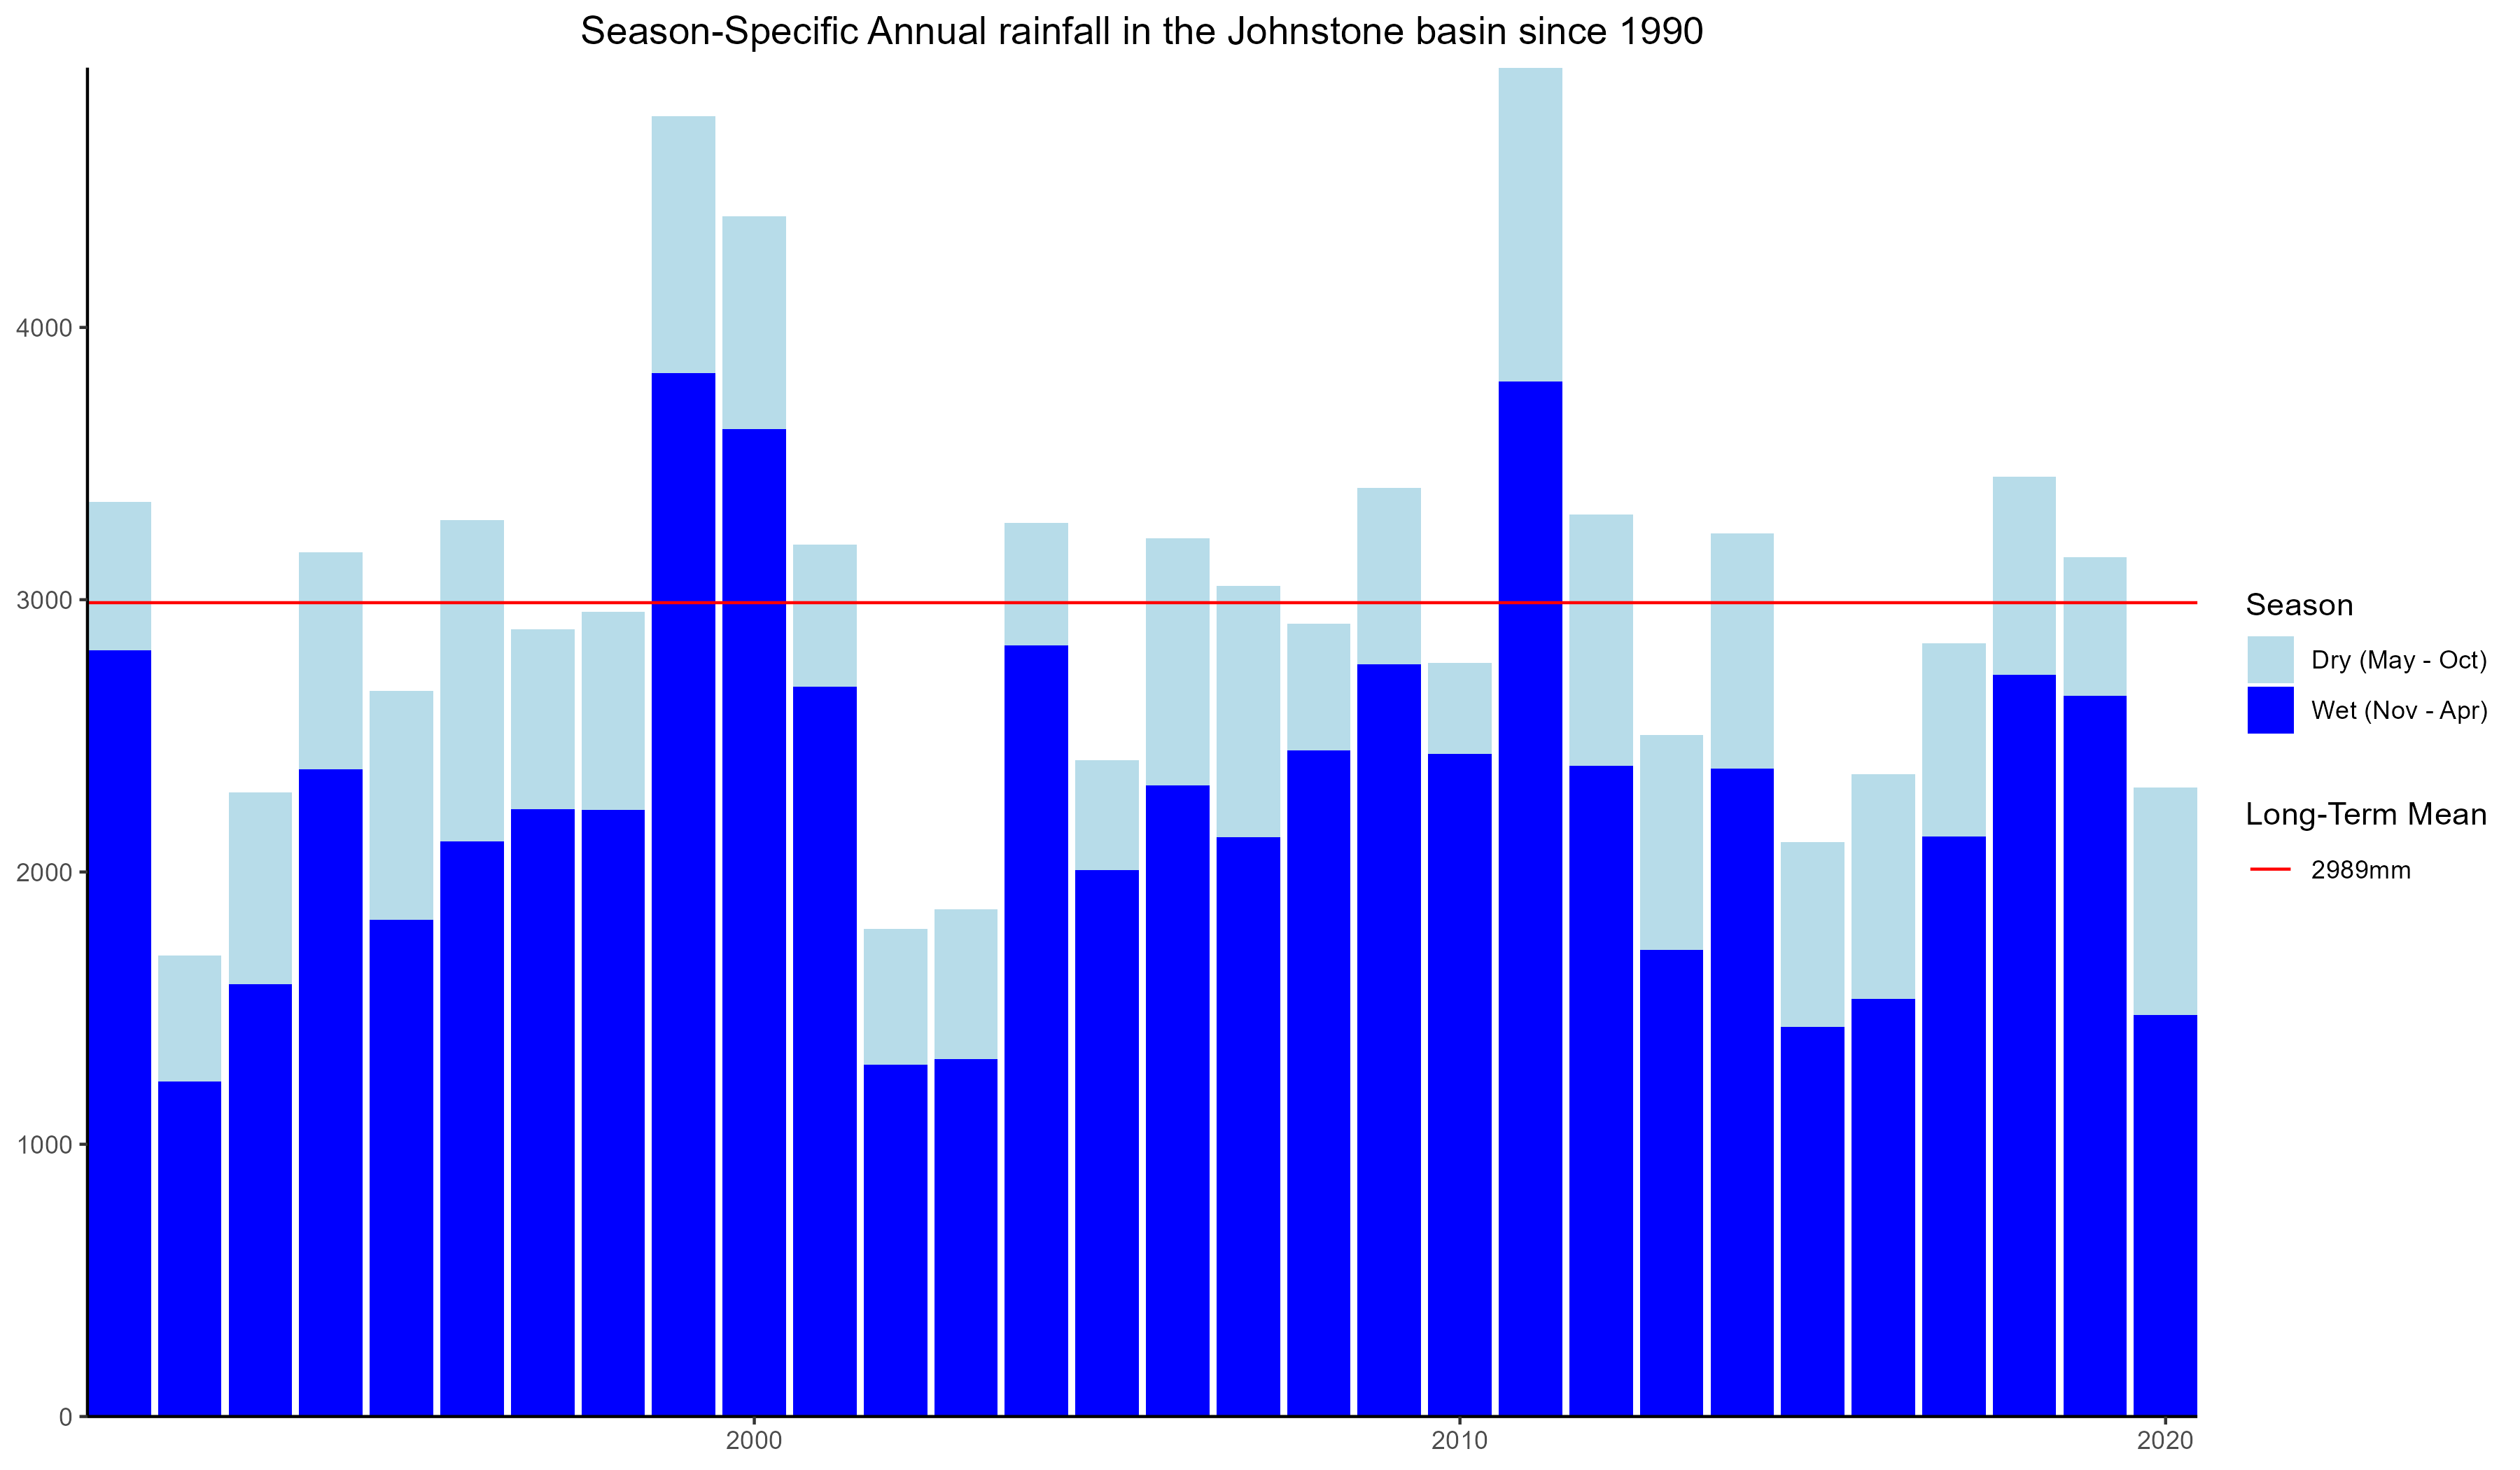 Season-Specific Annual rainfall in the Johnstone basin since 1990
4000
3000
2000
1000
0
2000
2010
2020
Season
Dry (May - Oct)
Wet (Nov - Apr)
Long-Term Mean
2989mm